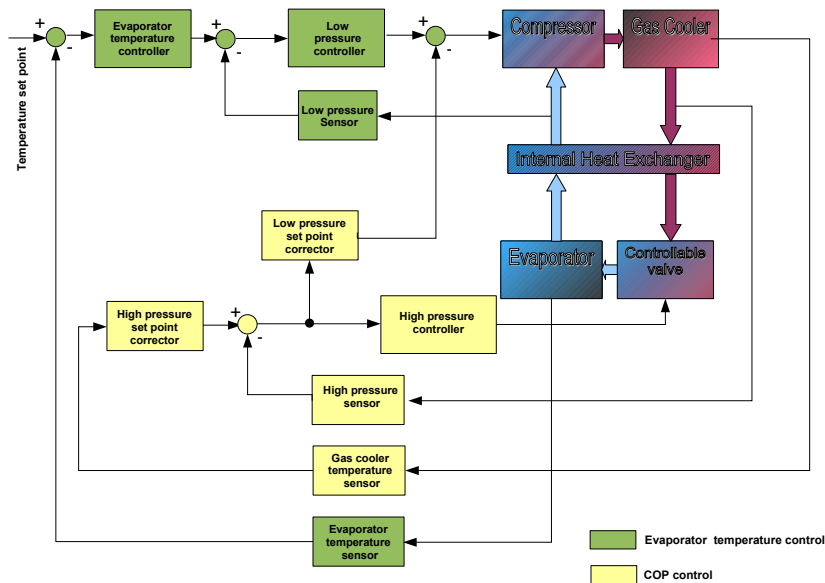 +
-
Evaporator
temperature
controller
+
-
Low
pressure
controller
+
-
Compressor
Gas Cooler
Temperature set point
Low pressure
Sensor
Internal Heat Exchanger
Low pressure
set point
corrector
Evaporator
Controllable
valve
High pressure
set point
corrector
+
-
High pressure
controller
High pressure
sensor
Gas cooler
temperature
sensor
Evaporator
temperature
sensor
Evaporator temperature control
COP control